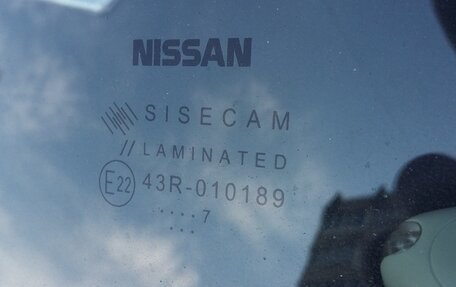 NISSAN
SISECAM
// LAMINATED
E22 43R-010189
....7
...